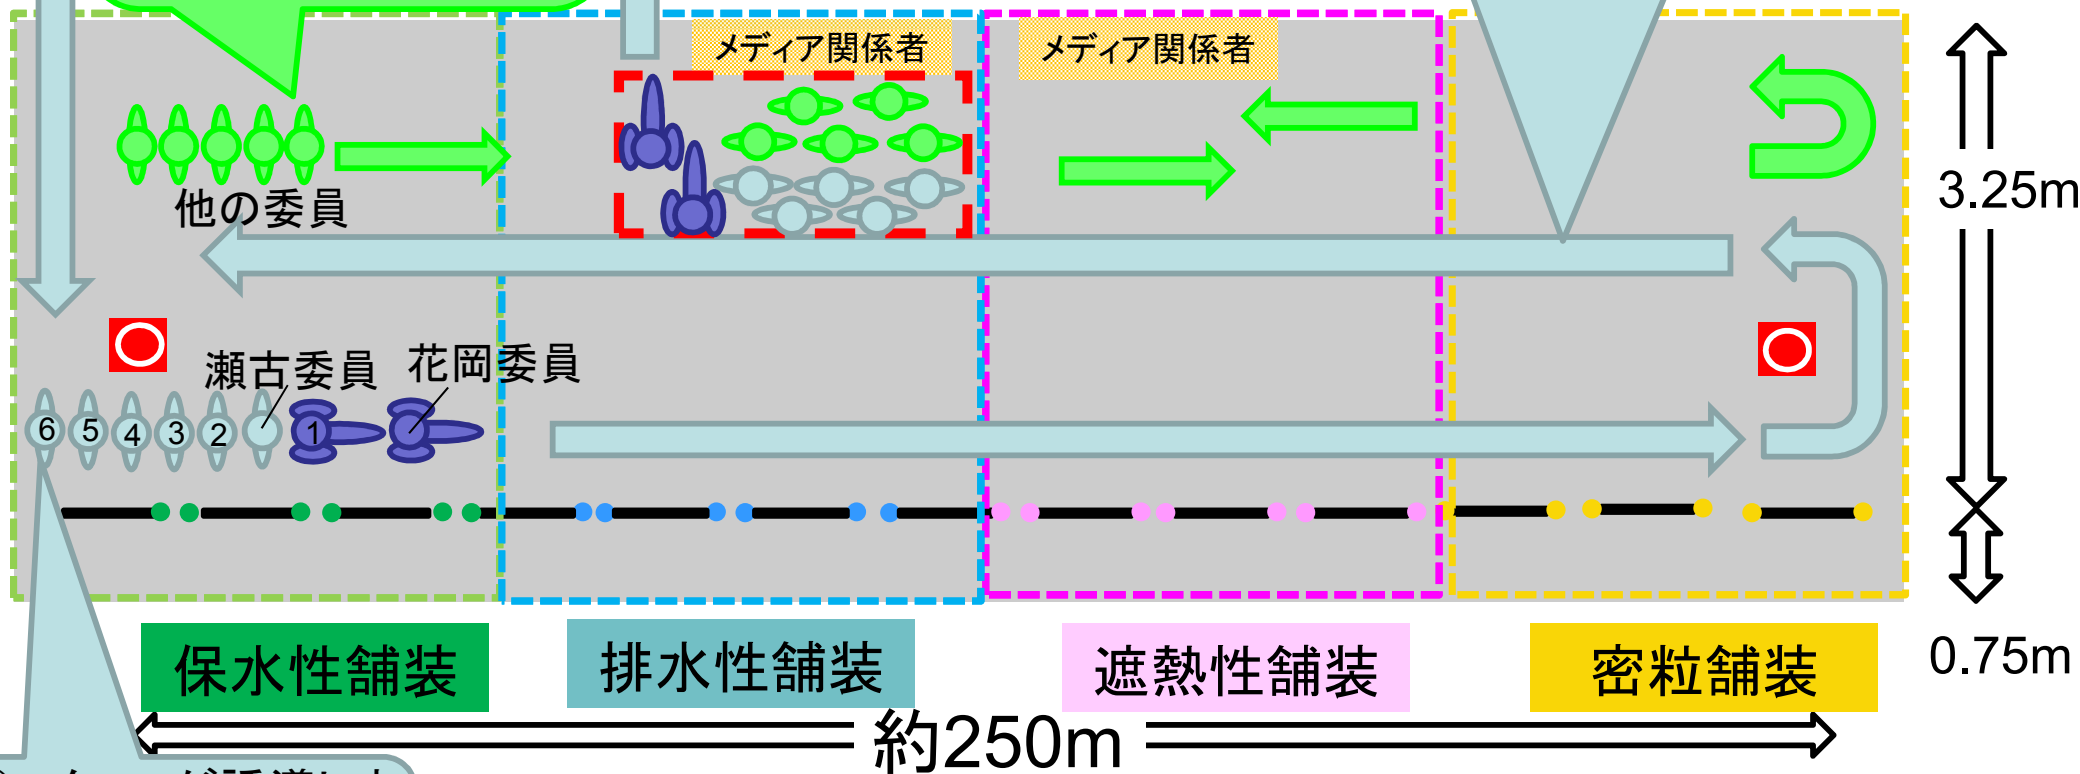 メディア関係者
メディア関係者
他の委員
3.25m
瀬古委員
花岡委員
6
5
4
3
2
1
保水性舗装
排水性舗装
遮熱性舗装
密粒舗装
0.75m
約250m